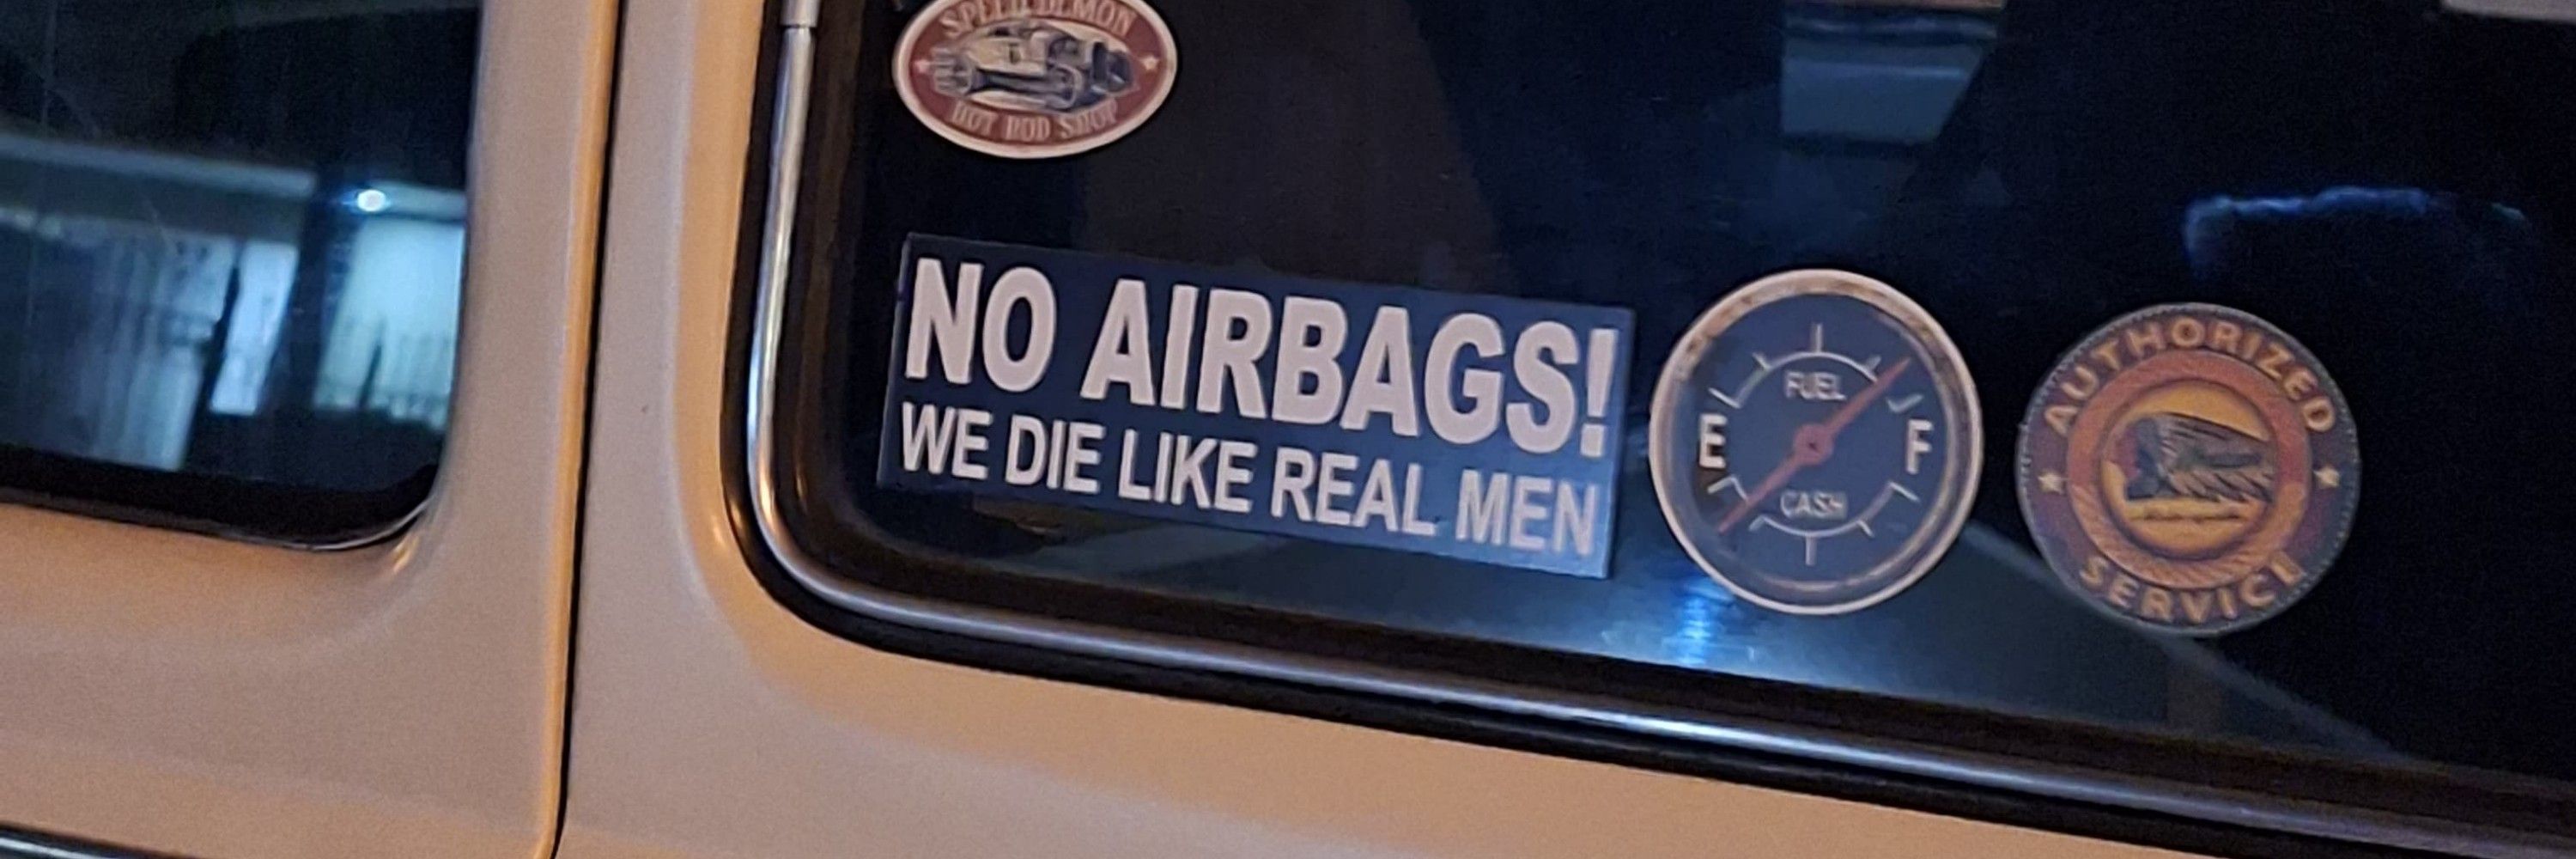 SPEED DEMON
HOT ROD SHOP
NO AIRBAGS!
WE DIE LIKE REAL MEN
FUEL
E F
CASH
AUTHORIZED
SERVICE